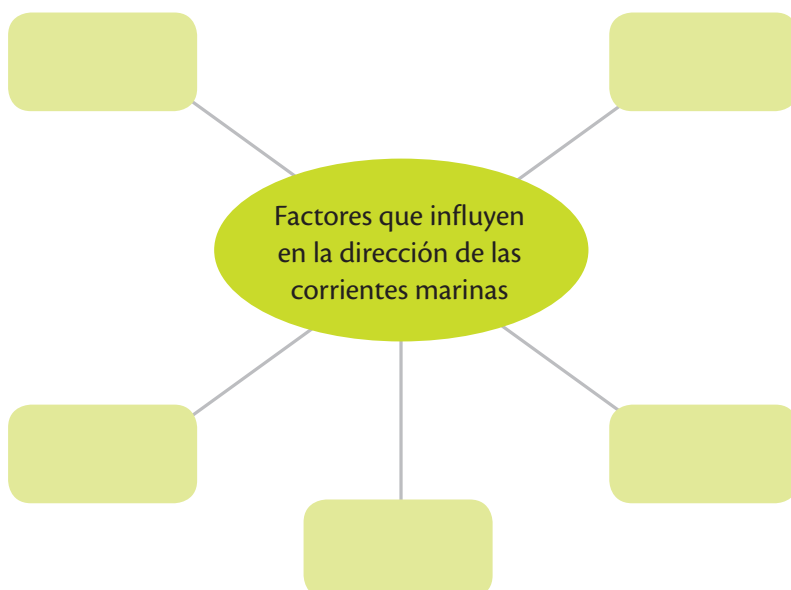 Factores que influyen
en la dirección de las
corrientes marinas